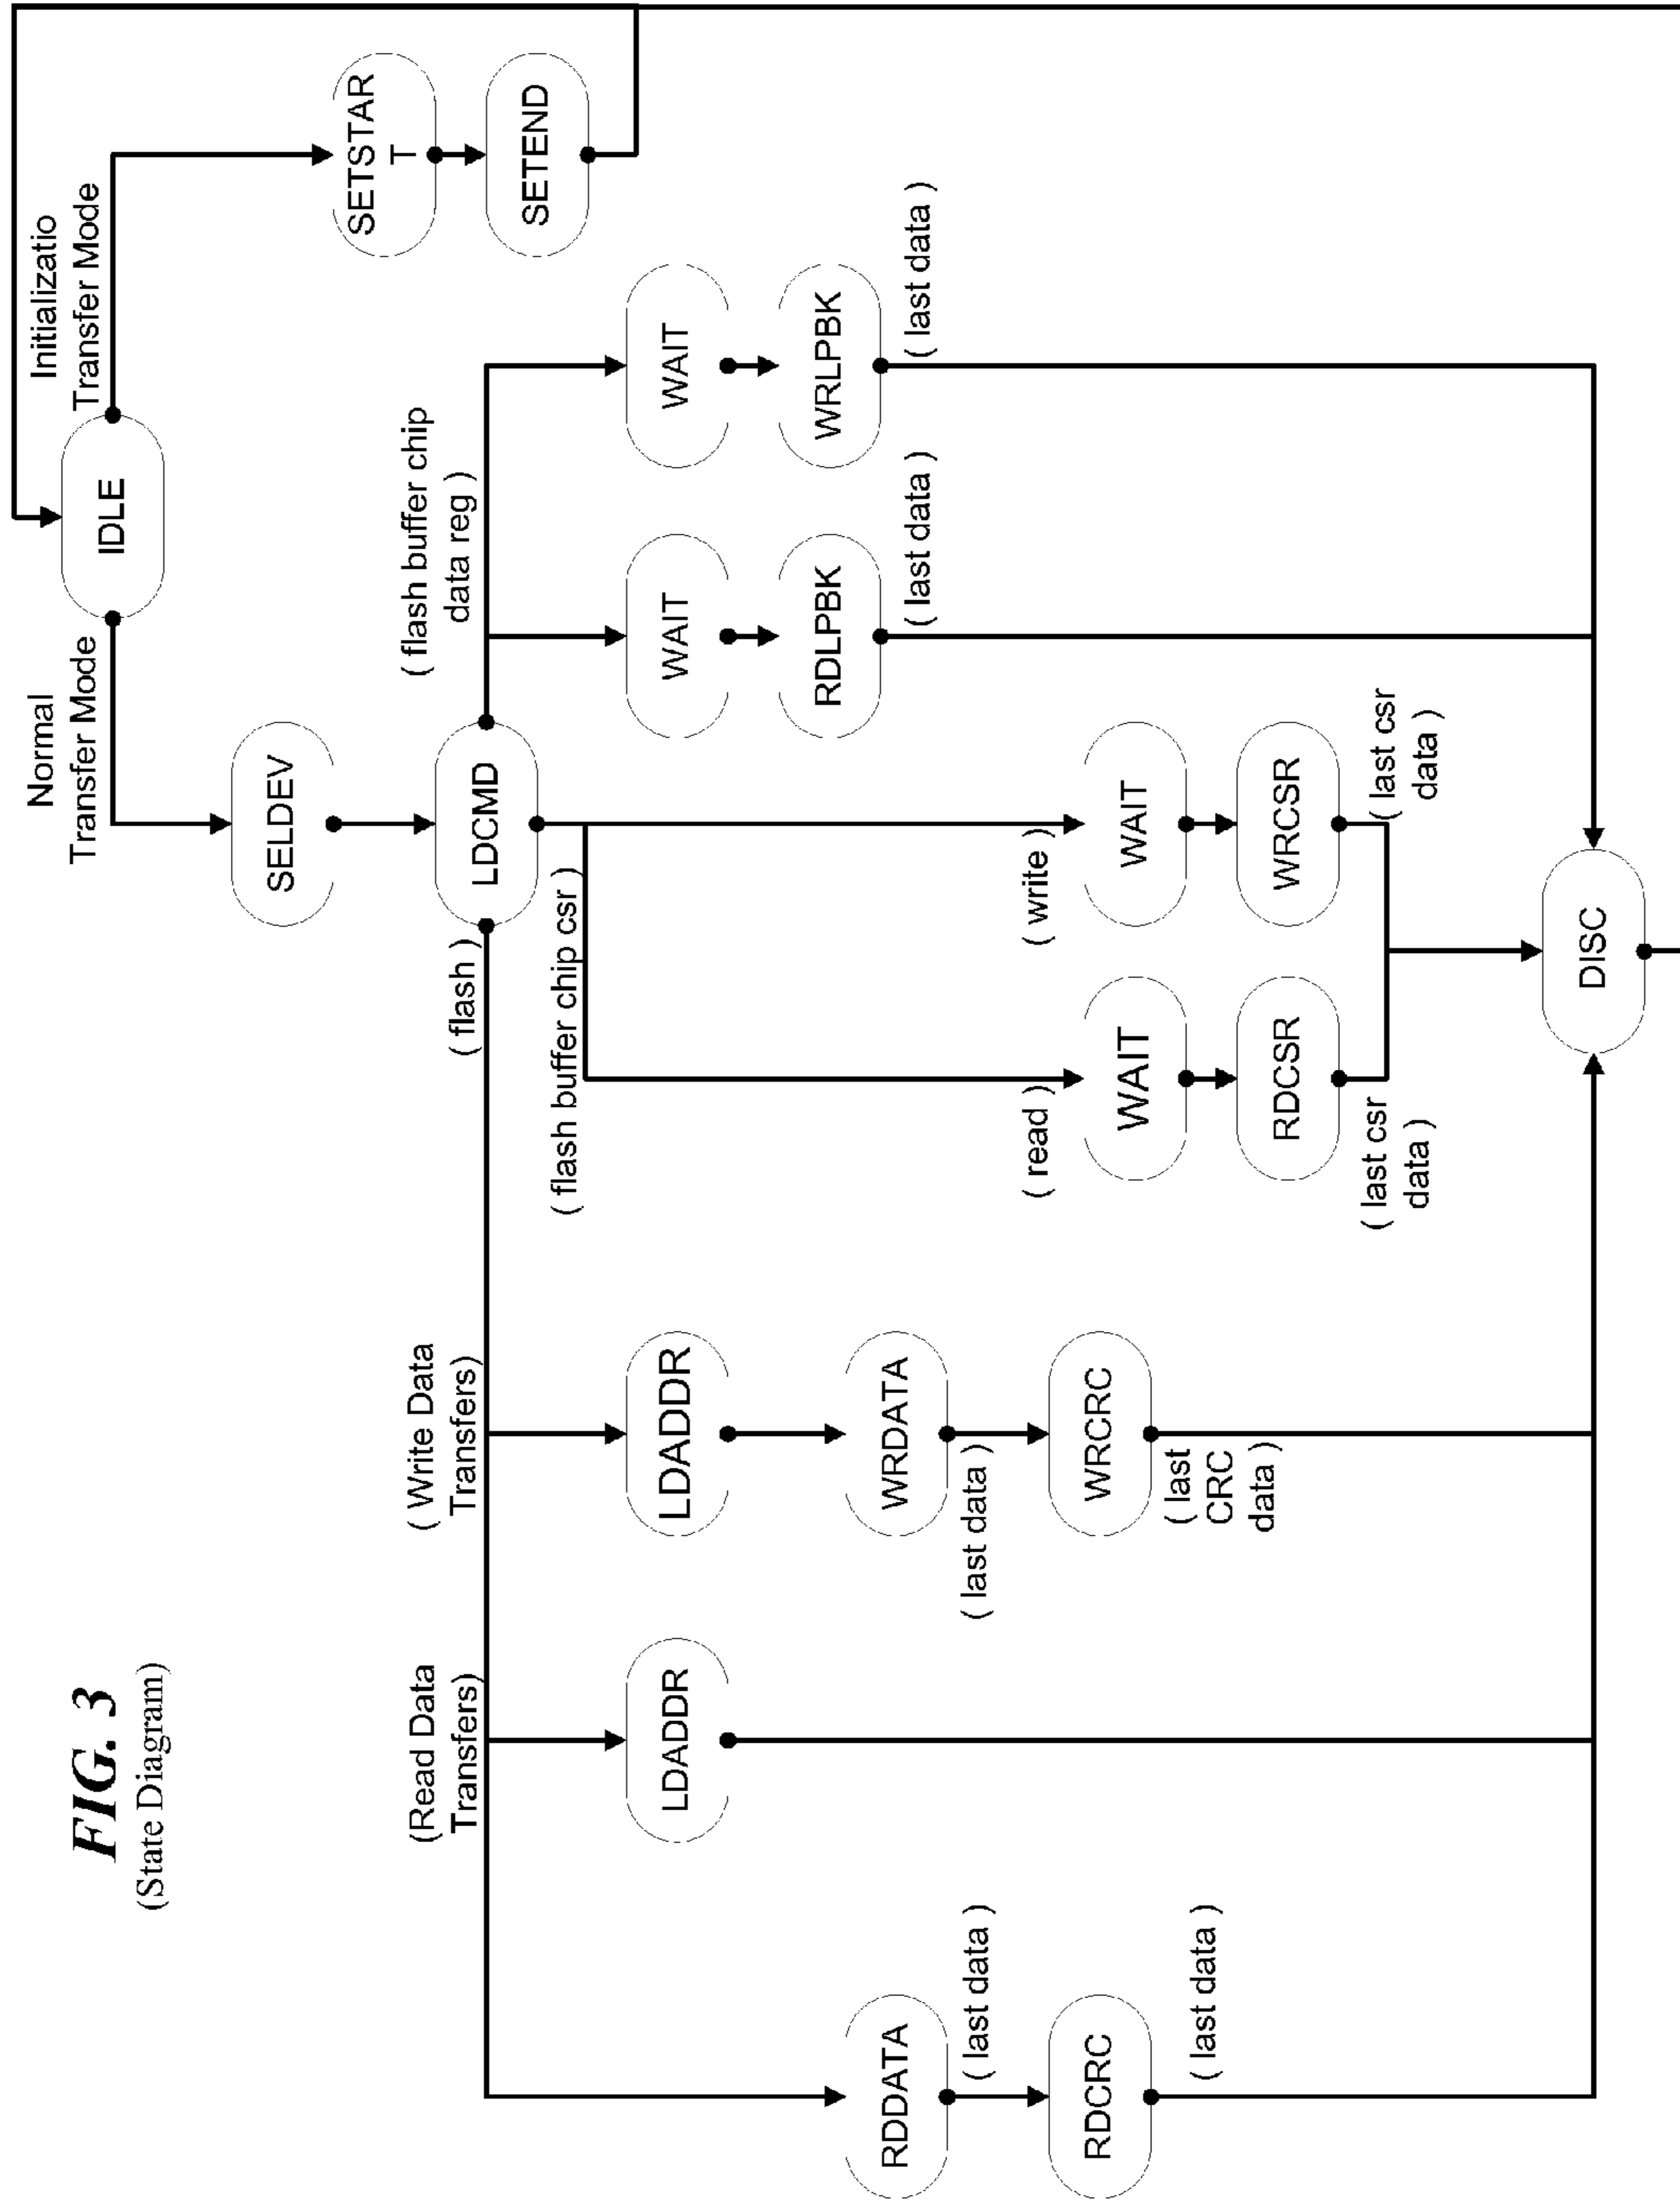 FIG. 3
(State Diagram)
Normal
Transfer Mode
Initializatio
Transfer Mode
IDLE
SELDEV
SETSTAR
T
SETEND
LDCMD
( flash )
( flash buffer chip csr )
( flash buffer chip
data reg )
(Read Data
Transfers)
( Write Data
Transfers)
LDADDR
LDADDR
WAIT
WAIT
RDDATA
WRDATA
RDLPBK
WRLPBK
( last data )
( last data )
( last data )
( last data )
( read )
( write )
RDCRC
WRCRC
WAIT
WAIT
( last data )
( last
CRC
data )
RDCSR
WRCSR
( last csr
data )
( last csr
data )
DISC